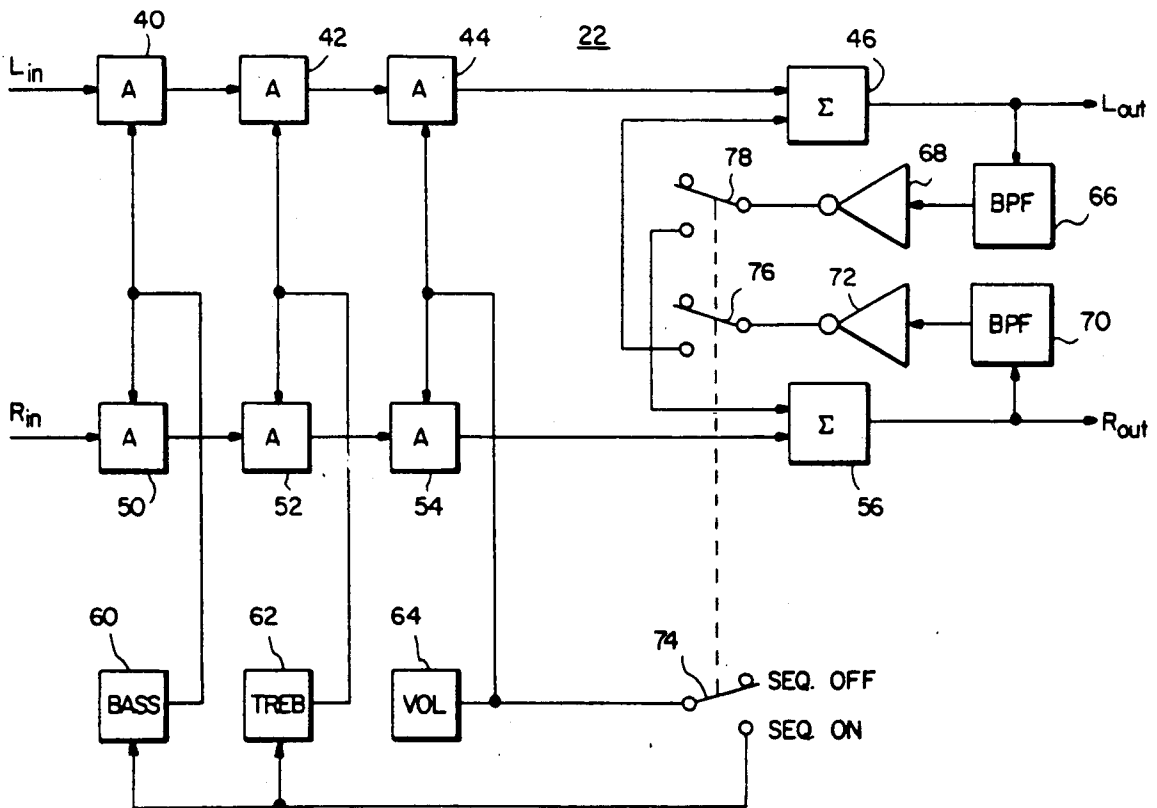 40
42
44
22
46
L_in
A
A
A
Σ
L_out
78
68
BPF
66
76
72
BPF
70
R_in
A
A
A
Σ
R_out
50
52
54
56
60
62
64
74
BASS
TREB
VOL
SEQ. OFF
SEQ. ON